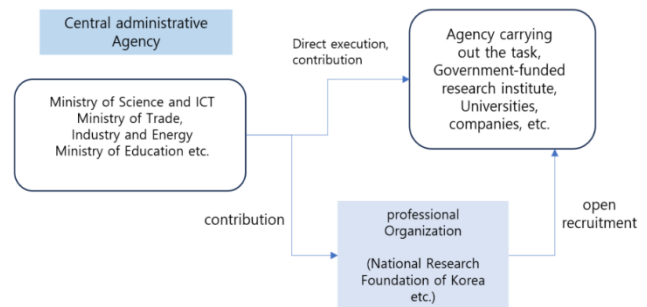 Central administrative
Agency
Ministry of Science and ICT
Ministry of Trade,
Industry and Energy
Ministry of Education etc.
Direct execution,
contribution
Agency carrying
out the task,
Government-funded
research institute,
Universities,
companies, etc.
contribution
professional
Organization
(National Research
Foundation of Korea
etc.)
open
recruitment